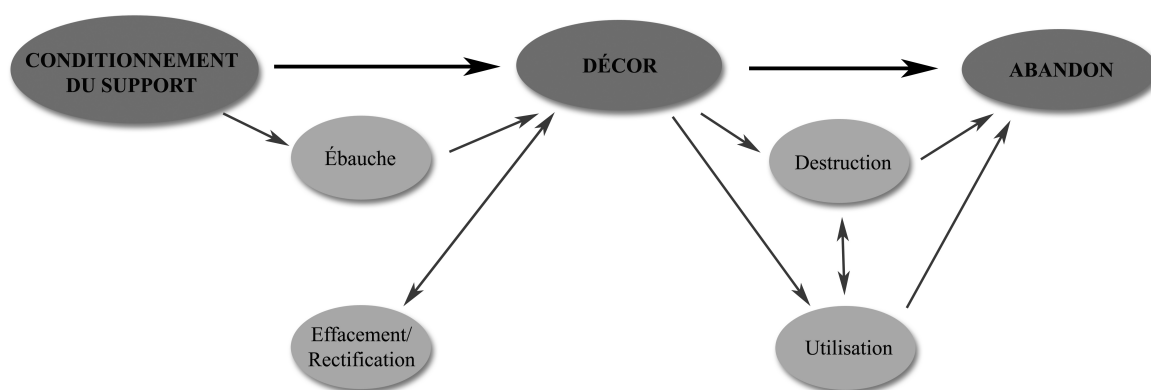 CONDITIONNEMENT
DU SUPPORT
DÉCOR
ABANDON
Ébauche
Destruction
Effacement/
Rectification
Utilisation